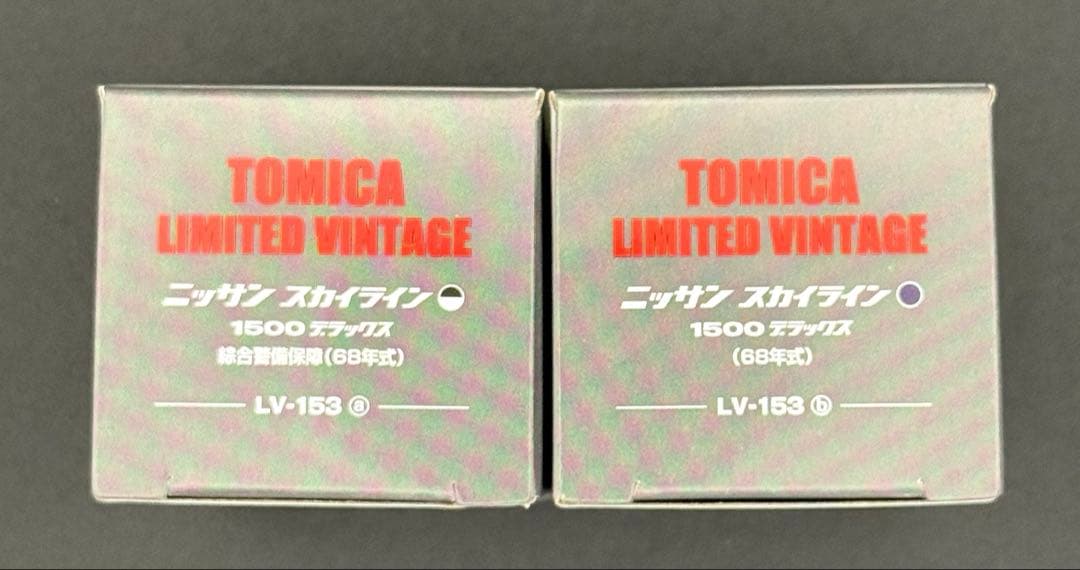 TOMICA
LIMITED VINTAGE
ニッサン スカイライン
1500 デラックス
綜合警備保障(68年式)
LV-153 ⓐ
TOMICA
LIMITED VINTAGE
ニッサン スカイライン
1500 デラックス
(68年式)
LV-153 ⓑ